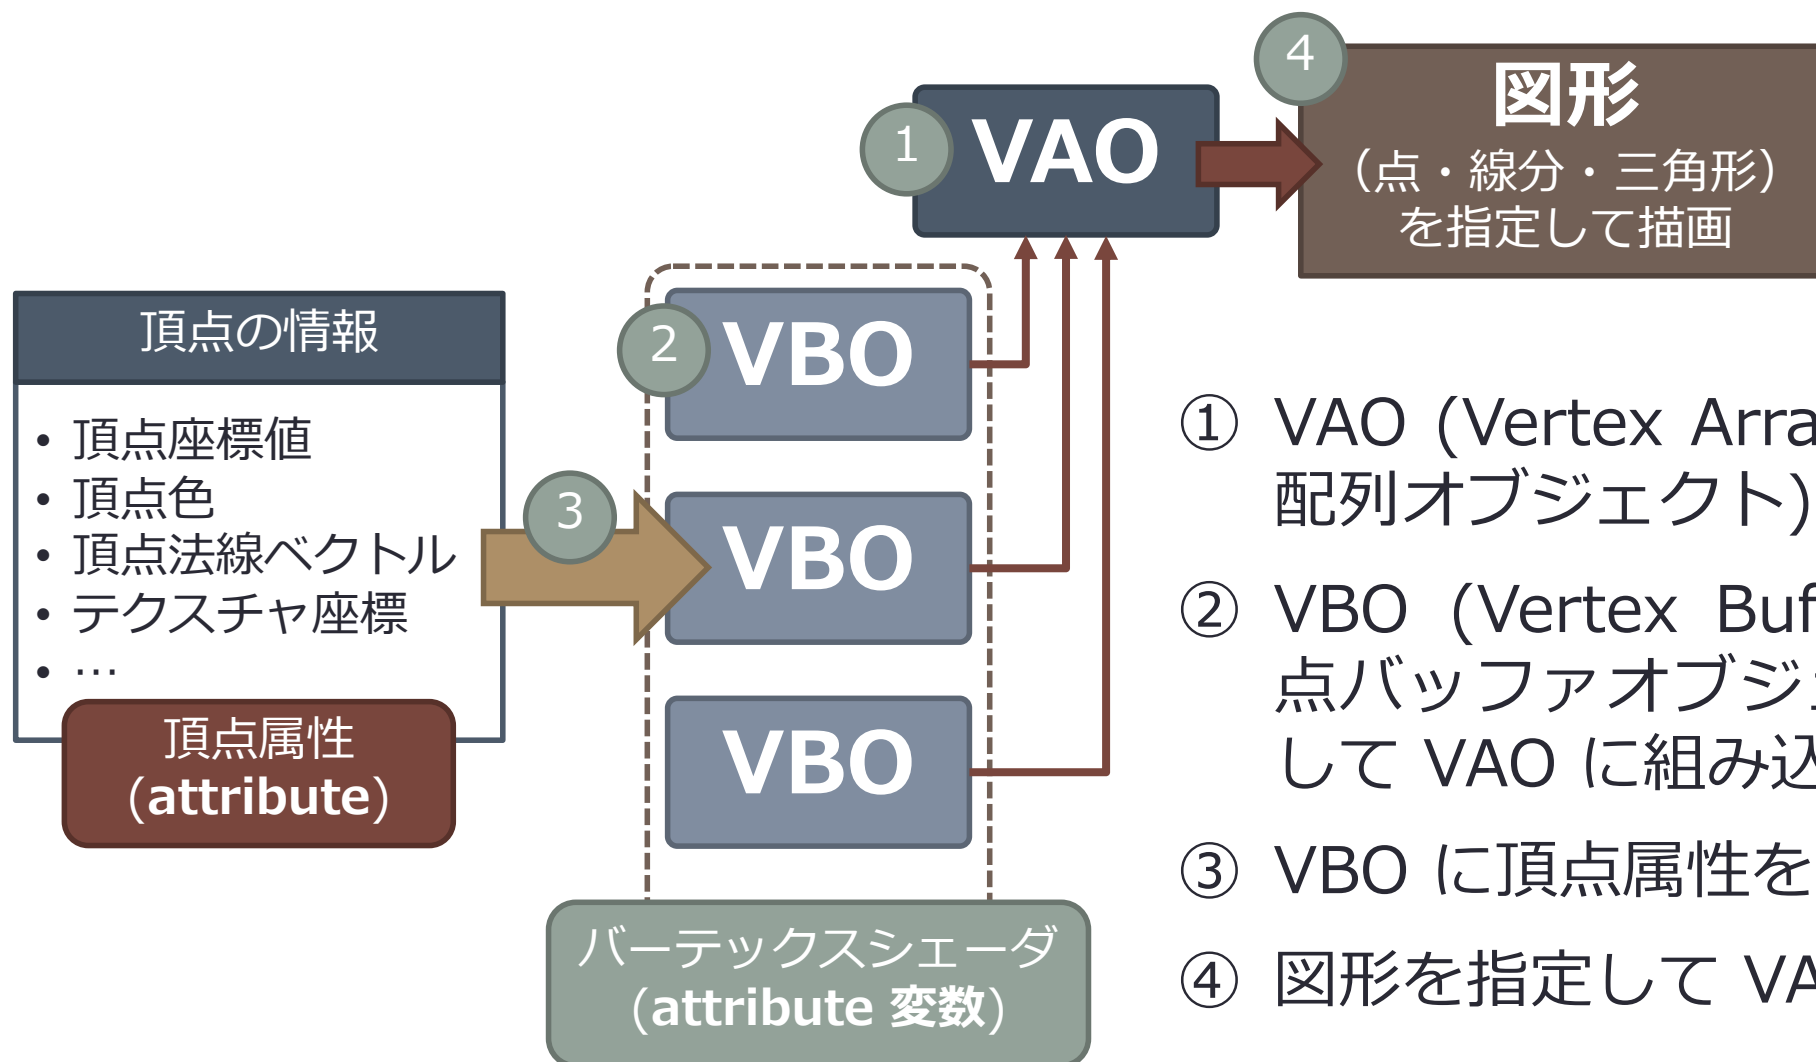 4
図形
（点・線分・三角形）
を指定して描画
1
VAO
頂点の情報
• 頂点座標値
• 頂点色
• 頂点法線ベクトル
• テクスチャ座標
• …
頂点属性
（attribute）
2
VBO
3
VBO
VBO
バーテックスシェーダ
（attribute 変数）
① VAO (Vertex Arra
配列オブジェクト)
② VBO (Vertex Buf
点バッファオブジ
して VAO に組み込
③ VBO に頂点属性を
④ 図形を指定して VA